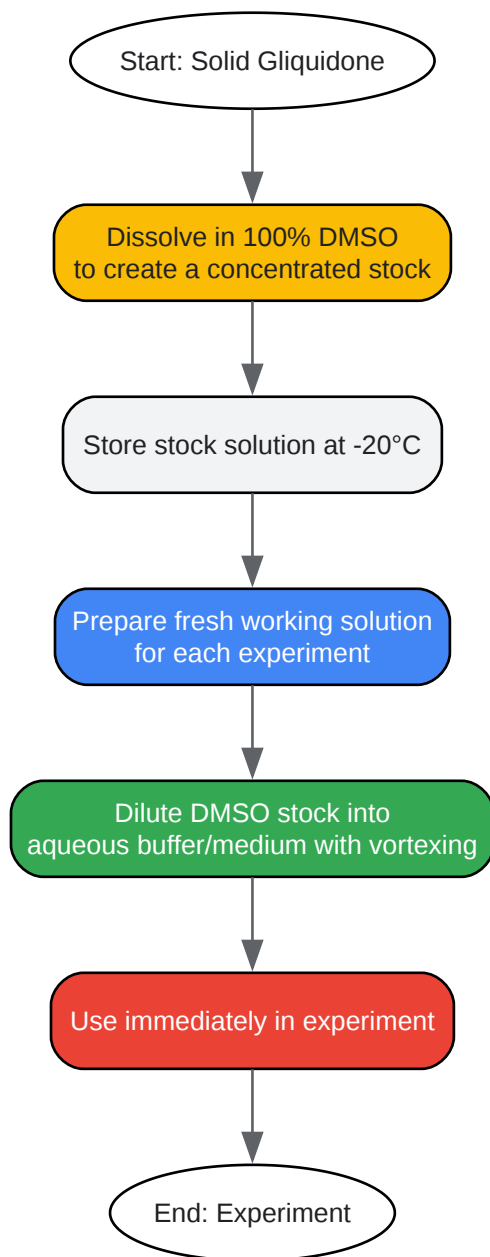 Start: Solid Gliquidone
Dissolve in 100% DMSO
to create a concentrated stock
Store stock solution at -20°C
Prepare fresh working solution
for each experiment
Dilute DMSO stock into
aqueous buffer/medium with vortexing
Use immediately in experiment
End: Experiment